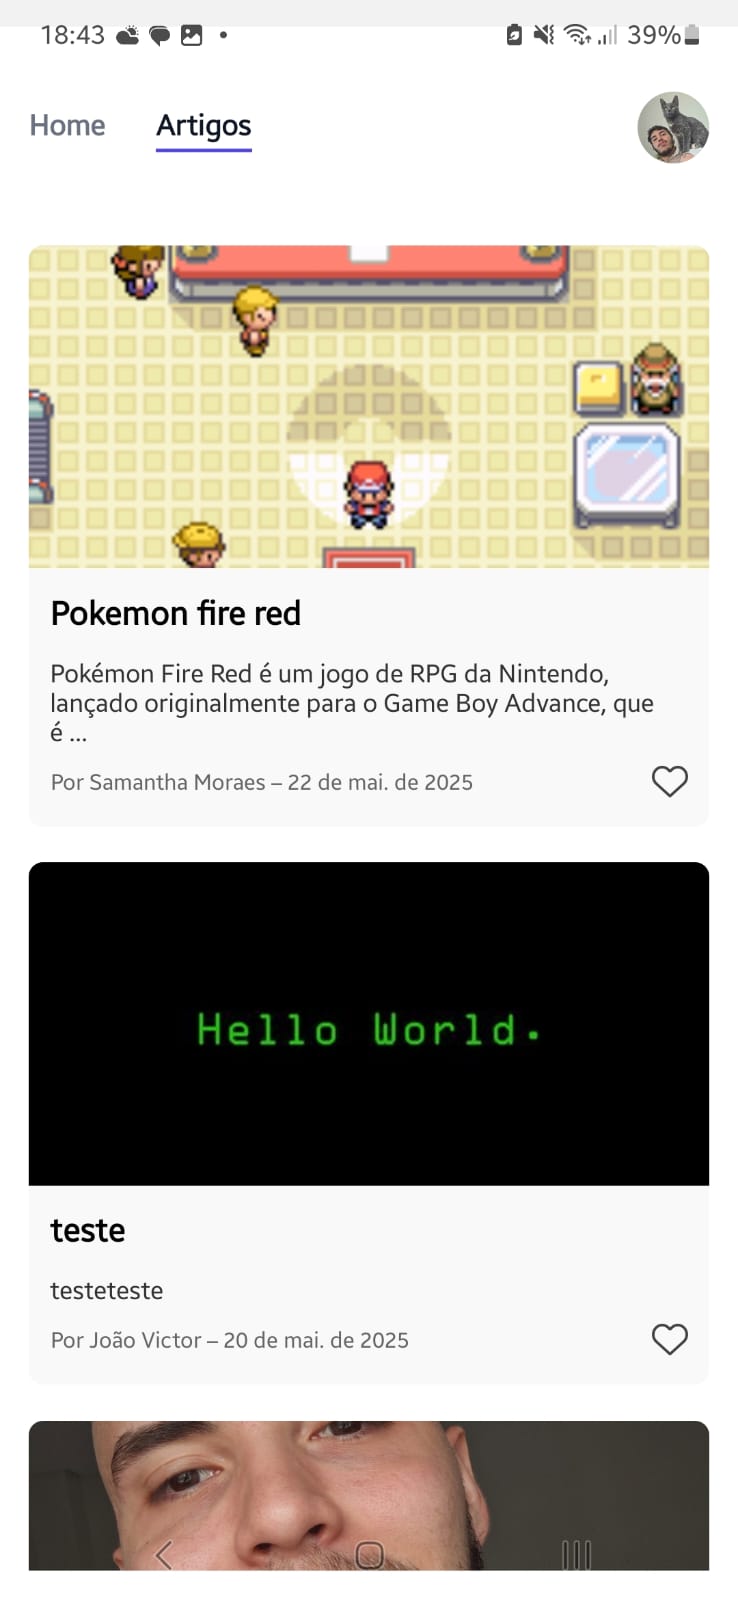 18:43
39%
Home Artigos
Pokemon fire red
Pokémon Fire Red é um jogo de RPG da Nintendo,
lançado originalmente para o Game Boy Advance, que
é ...
Por Samantha Moraes – 22 de mai. de 2025
Hello World.
teste
testeteste
Por João Victor – 20 de mai. de 2025